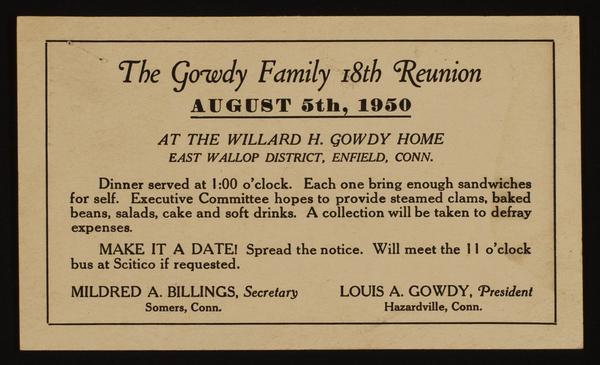 The Gowdy Family 18th Reunion
AUGUST 5th, 1950
AT THE WILLARD H. GOWDY HOME
EAST WALLOP DISTRICT, ENFIELD, CONN.
Dinner served at 1:00 o'clock. Each one bring enough sandwiches
for self. Executive Committee hopes to provide steamed clams, baked
beans, salads, cake and soft drinks. A collection will be taken to defray
expenses.
MAKE IT A DATE! Spread the notice. Will meet the 11 o'clock
bus at Scitico if requested.
MILDRED A. BILLINGS, Secretary LOUIS A. GOWDY, President
Somers, Conn. Hazardville, Conn.